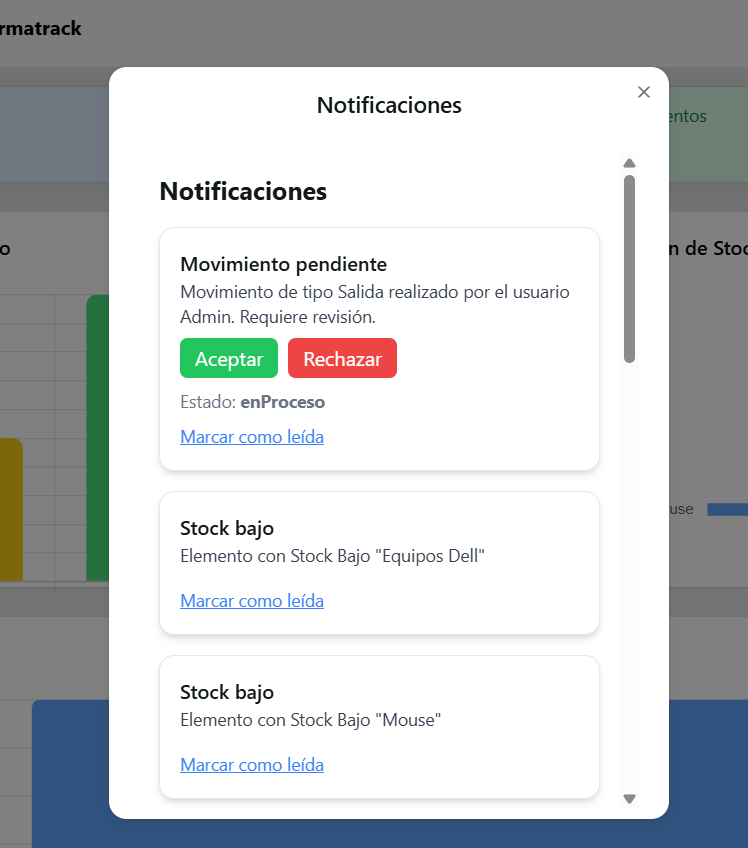 rmatrack
Notificaciones
entos
Notificaciones
o
n de Stoc
Movimiento pendiente
Movimiento de tipo Salida realizado por el usuario
Admin. Requiere revisión.
Aceptar Rechazar
Estado: enProceso
Marcar como leída
use
Stock bajo
Elemento con Stock Bajo "Equipos Dell"
Marcar como leída
Stock bajo
Elemento con Stock Bajo "Mouse"
Marcar como leída